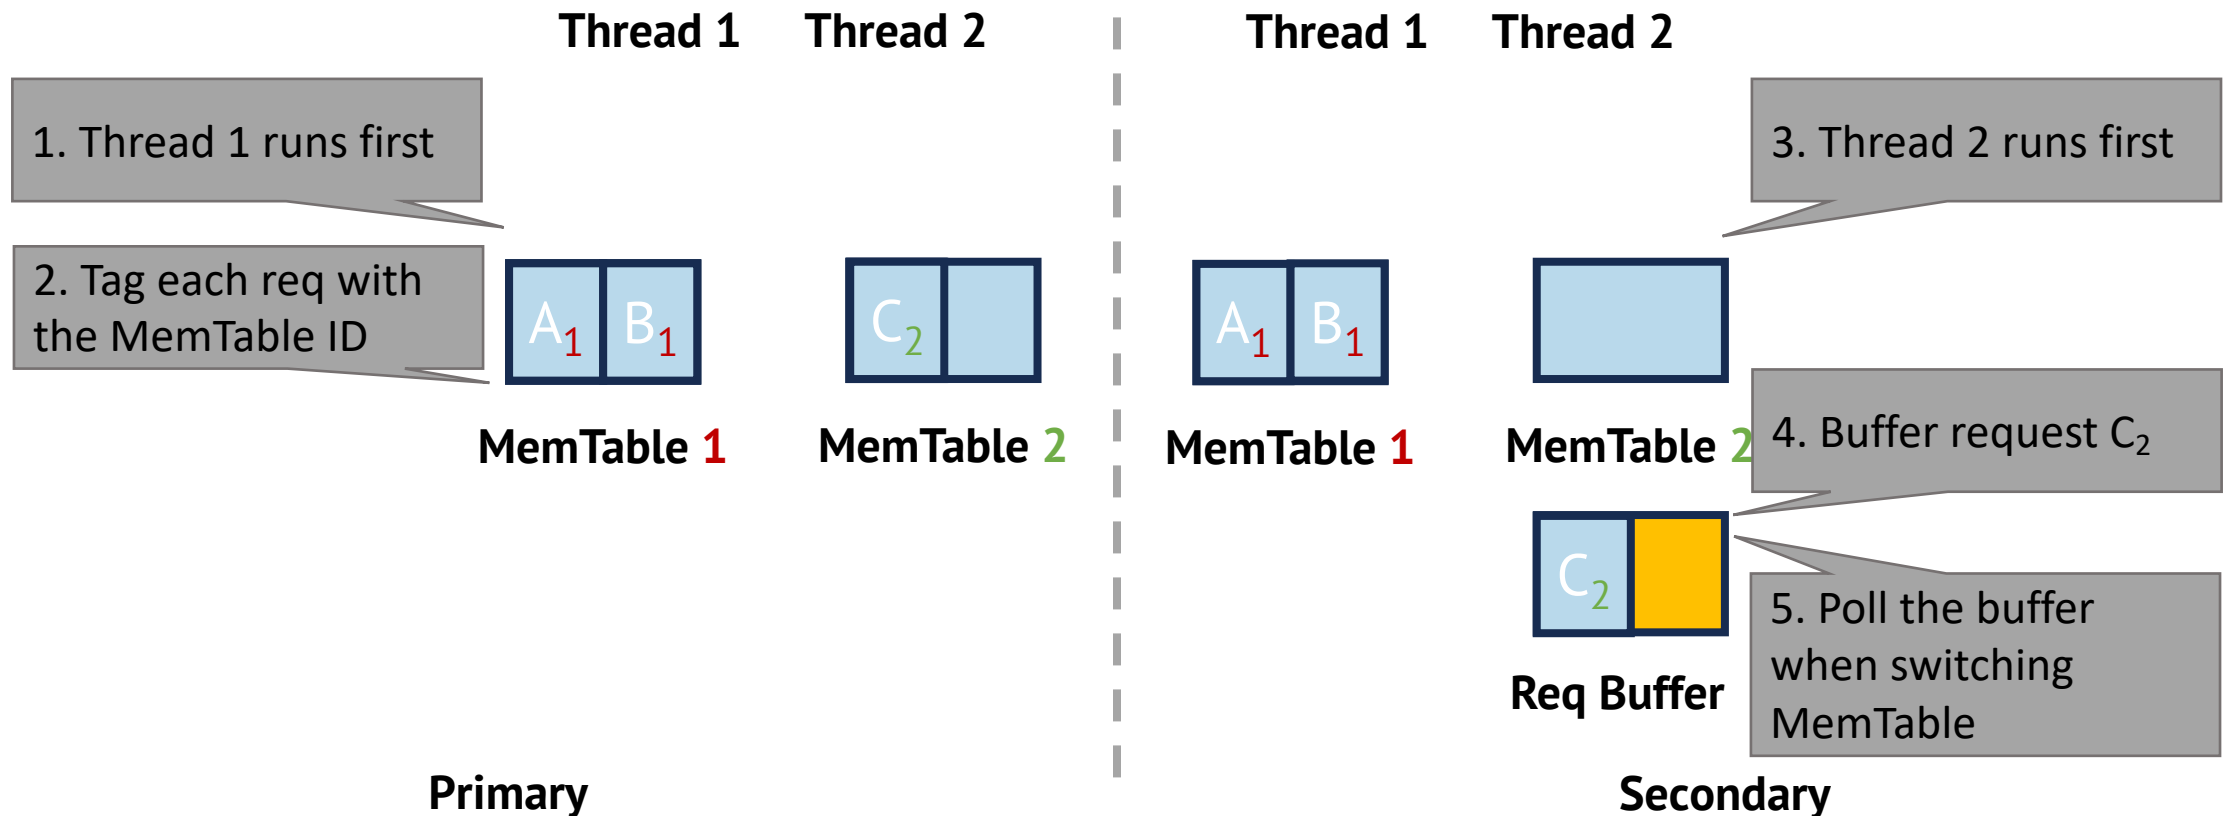 Thread 1 Thread 2
Thread 1 Thread 2
1. Thread 1 runs first
3. Thread 2 runs first
2. Tag each req with
the MemTable ID
A₁ B₁
C₂
A₁ B₁
MemTable 1
MemTable 2
MemTable 1
MemTable 2
4. Buffer request C₂
C₂
Req Buffer
5. Poll the buffer
when switching
MemTable
Primary
Secondary